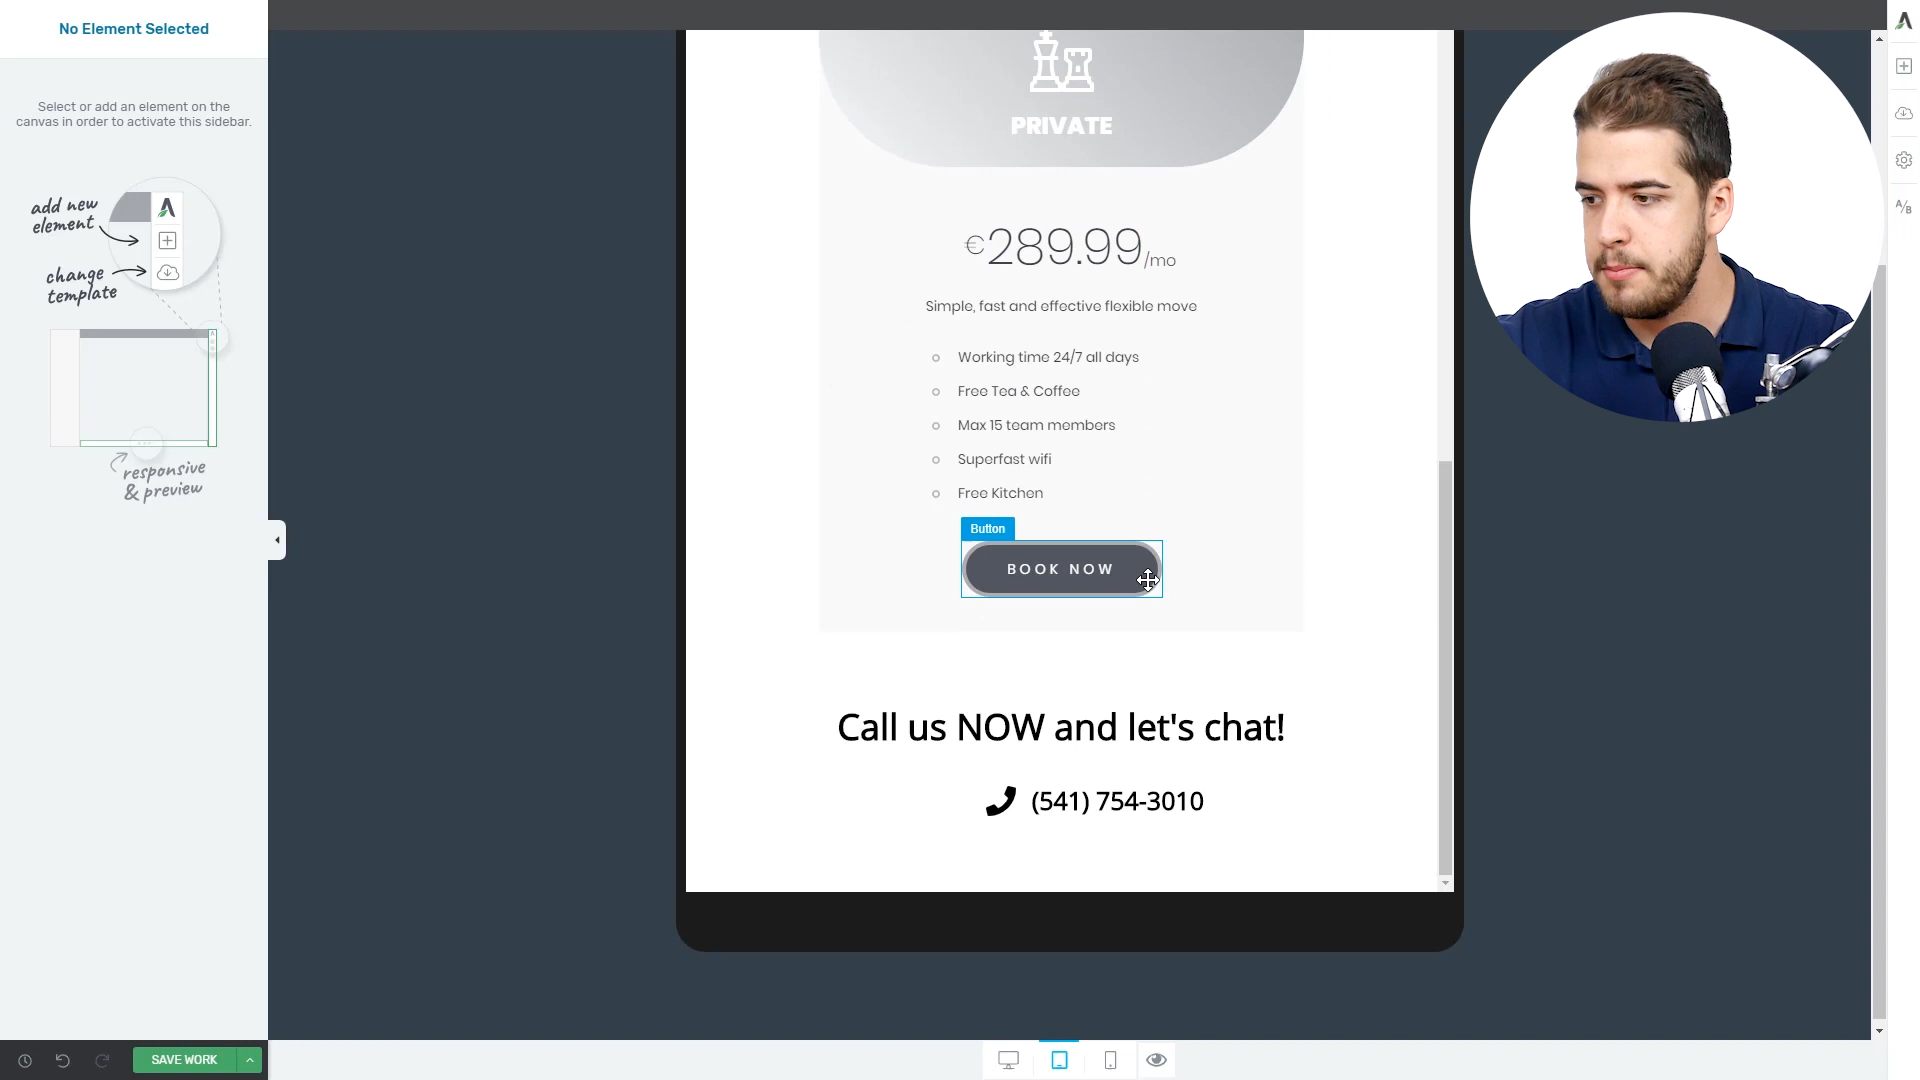 No Element Selected
Select or add an element on the
canvas in order to activate this sidebar.
add new
element
change
template
responsive
& preview
PRIVATE
€289.99/mo
Simple, fast and effective flexible move
Working time 24/7 all days
Free Tea & Coffee
Max 15 team members
Superfast wifi
Free Kitchen
Button
BOOK NOW
Call us NOW and let's chat!
(541) 754-3010
A/B
SAVE WORK